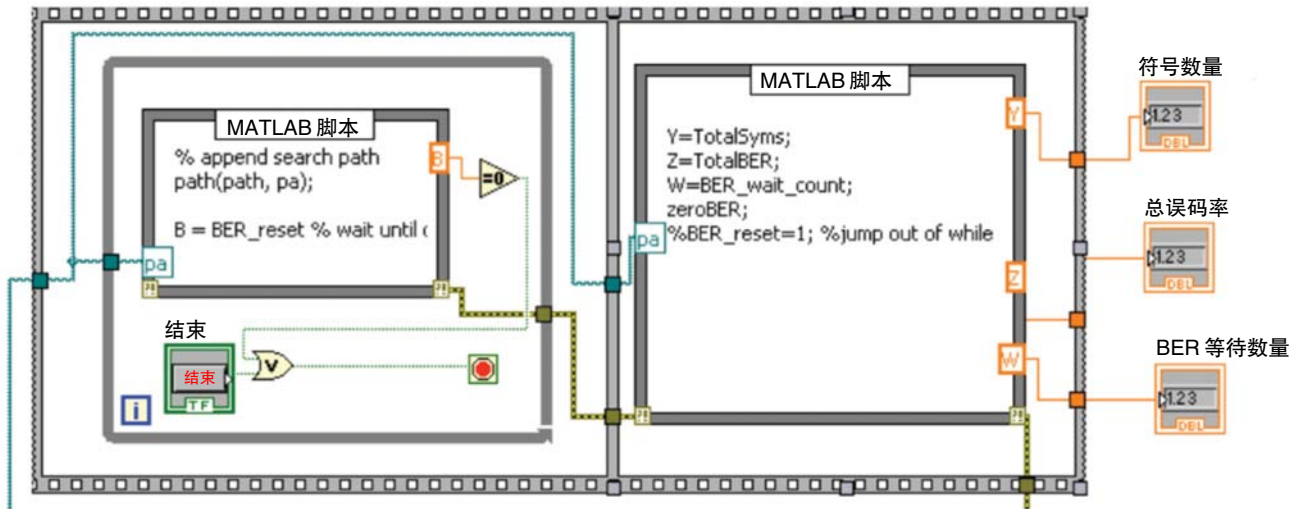 MATLAB 脚本
% append search path
path(path, pa);
B = BER_reset % wait until
B
=0
pa
?!
?!
结束
结束
TF
V
i
MATLAB 脚本
Y=TotalSyms;
Z=TotalBER;
W=BER_wait_count;
zeroBER;
%BER_reset=1; %jump out of while
pa
Y
Z
W
?!
?!
符号数量
1.23
DBL
总误码率
1.23
DBL
BER 等待数量
1.23
DBL